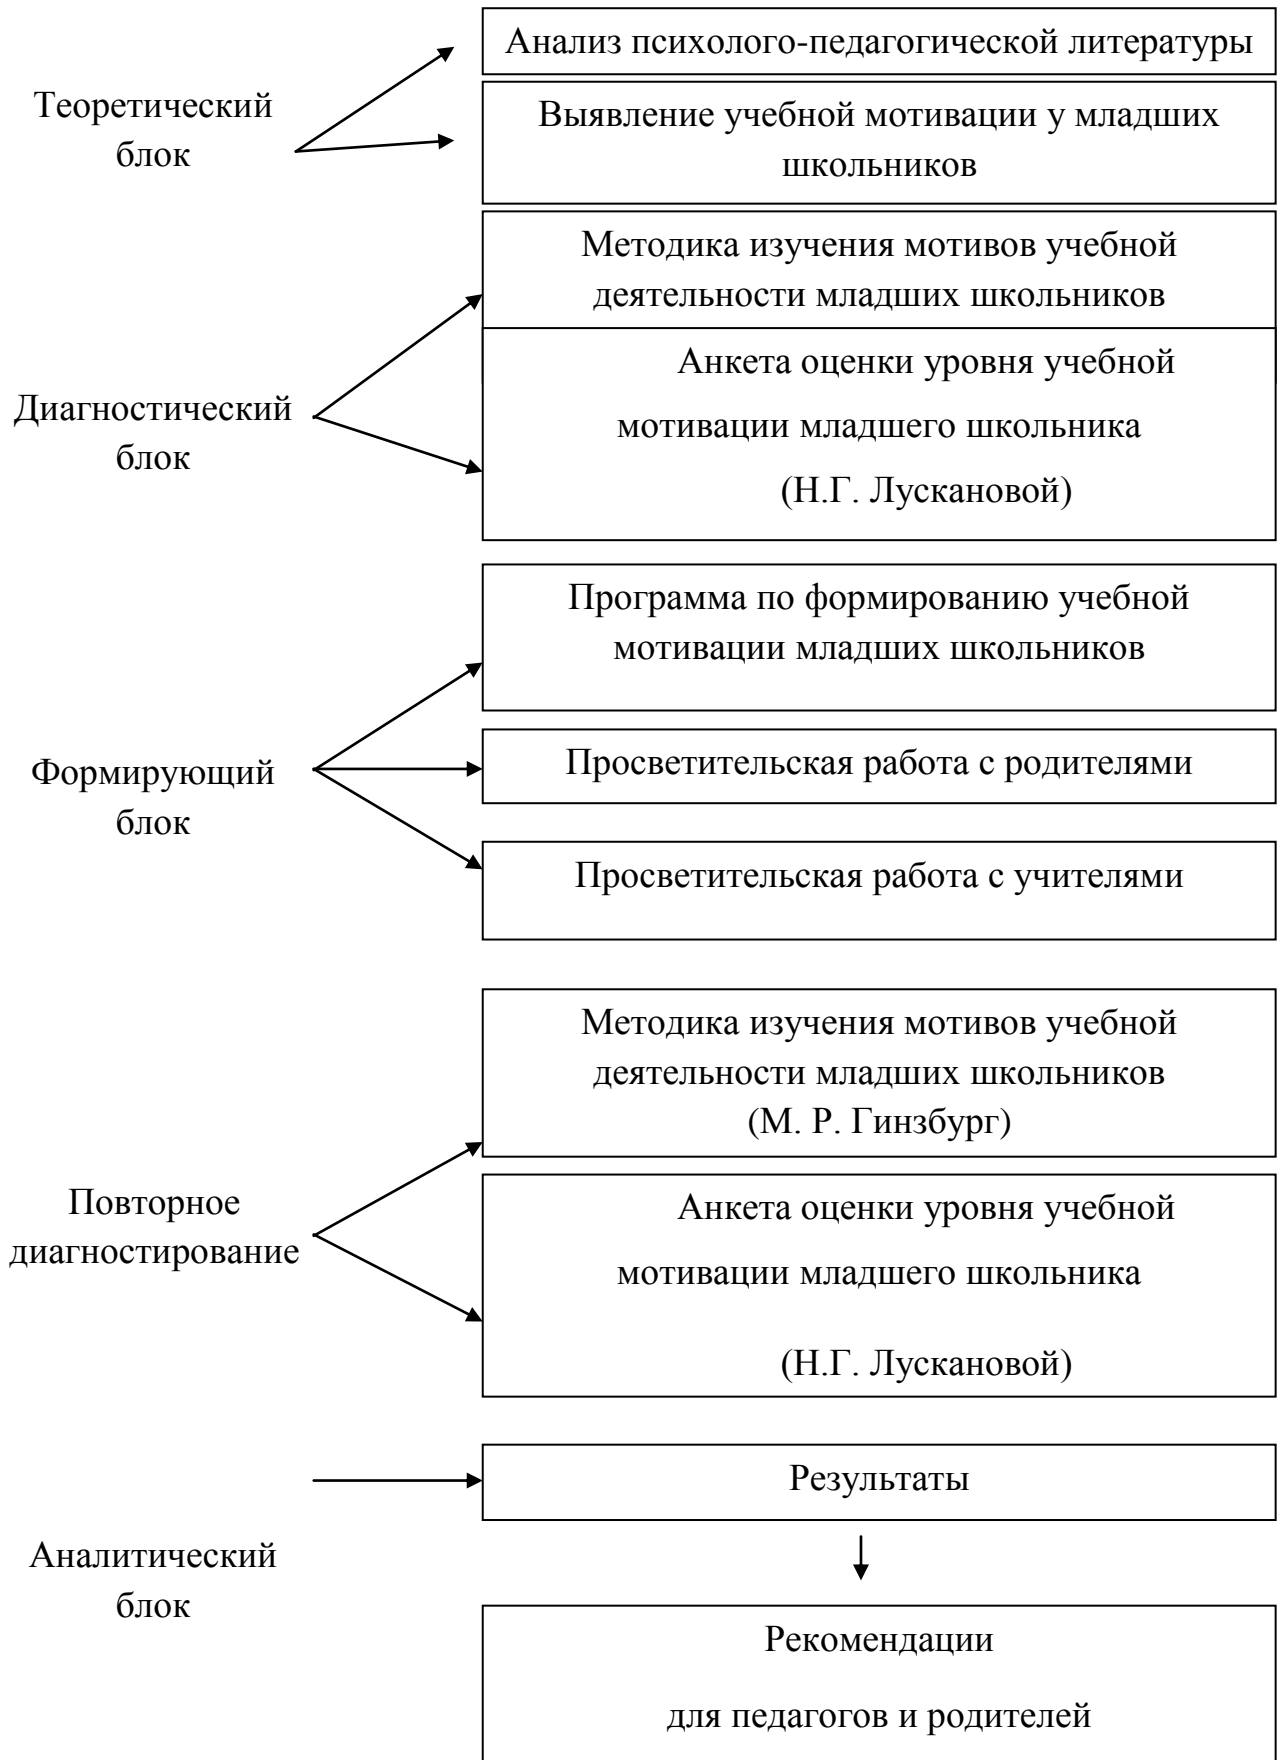 Анализ психолого-педагогической литературы
Теоретический
блок
Выявление учебной мотивации у младших
школьников
Методика изучения мотивов учебной
деятельности младших школьников
Диагностический
блок
Анкета оценки уровня учебной
мотивации младшего школьника
(Н.Г. Лускановой)
Программа по формированию учебной
мотивации младших школьников
Формирующий
блок
Просветительская работа с родителями
Просветительская работа с учителями
Методика изучения мотивов учебной
деятельности младших школьников
(М. Р. Гинзбург)
Повторное
диагностирование
Анкета оценки уровня учебной
мотивации младшего школьника
(Н.Г. Лускановой)
Результаты
Аналитический
блок
Рекомендации
для педагогов и родителей